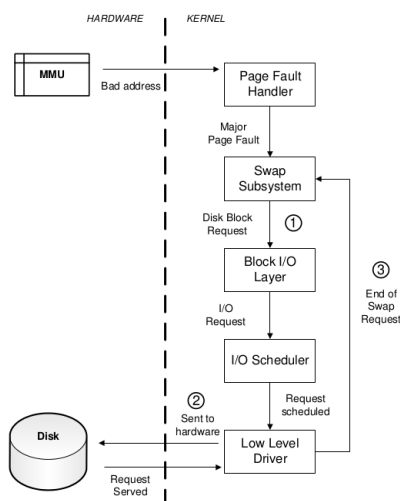 HARDWARE
KERNEL
MMU
Bad address
Page Fault
Handler
Major
Page Fault
Swap
Subsystem
Disk Block
Request
1
Block I/O
Layer
3
End of
Swap
Request
I/O
Request
I/O Scheduler
2
Sent to
hardware
Request
scheduled
Disk
Low Level
Driver
Request
Served